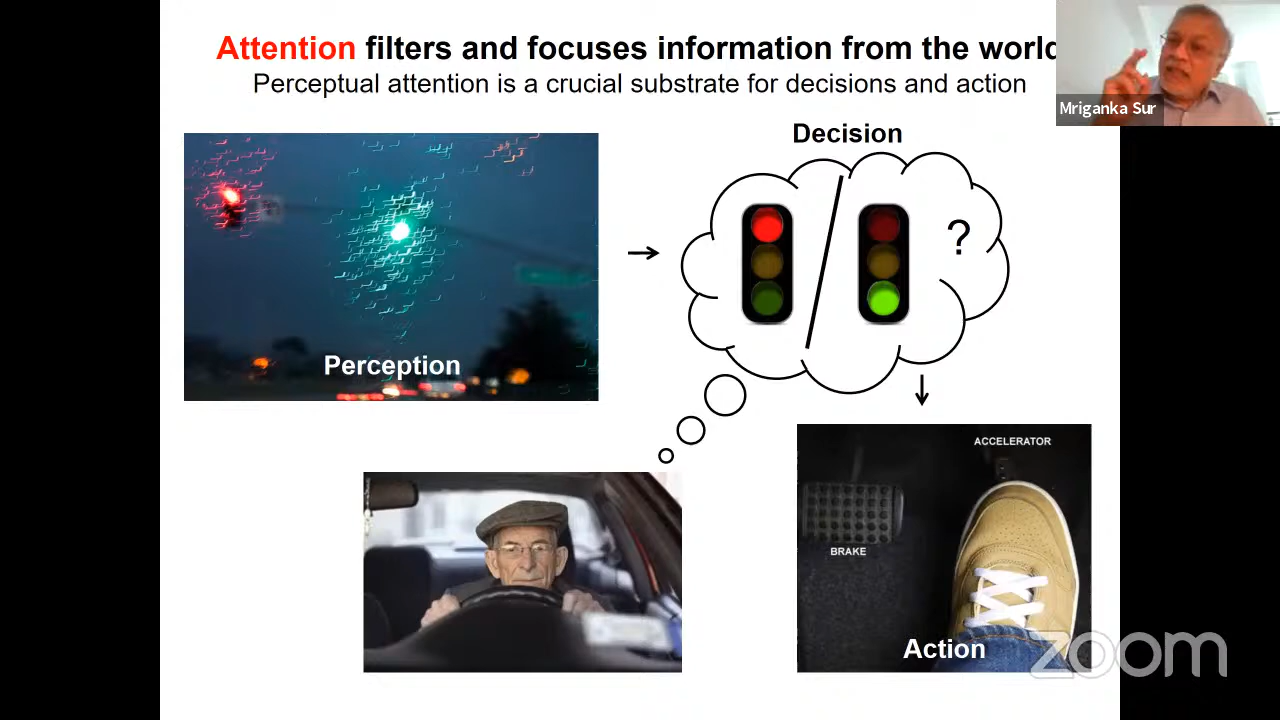 Attention filters and focuses information from the world
Perceptual attention is a crucial substrate for decisions and action
Mriganka Sur
Decision
?
Perception
ACCELERATOR
BRAKE
Action
zoom